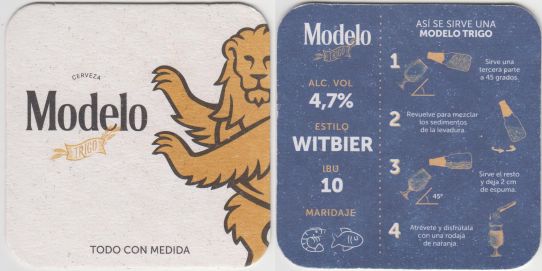 CERVEZA
Modelo
TRIGO
TODO CON MEDIDA
Modelo
TRIGO
ALC. VOL
4,7%
ESTILO
WITBIER
IBU
10
MARIDAJE
ASÍ SE SIRVE UNA
MODELO TRIGO
1
Sirve una
tercera parte
a 45 grados.
2
Revuelve para mezclar
los sedimentos
de la levadura.
3
45°
Sirve el resto
y deja 2 cm
de espuma.
4
Atrévete y disfrútala
con una rodaja
de naranja.